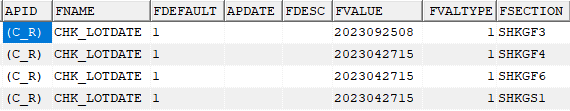 APID FNAME FDEFAULT APDATE FDESC FVALUE FVALTYPE FSECTION
(C_R) CHK_LOTDATE 1 2023092508 1 SHKGF3
(C_R) CHK_LOTDATE 1 2023042715 1 SHKGF4
(C_R) CHK_LOTDATE 1 2023042715 1 SHKGF6
(C_R) CHK_LOTDATE 1 2023042715 1 SHKGS1